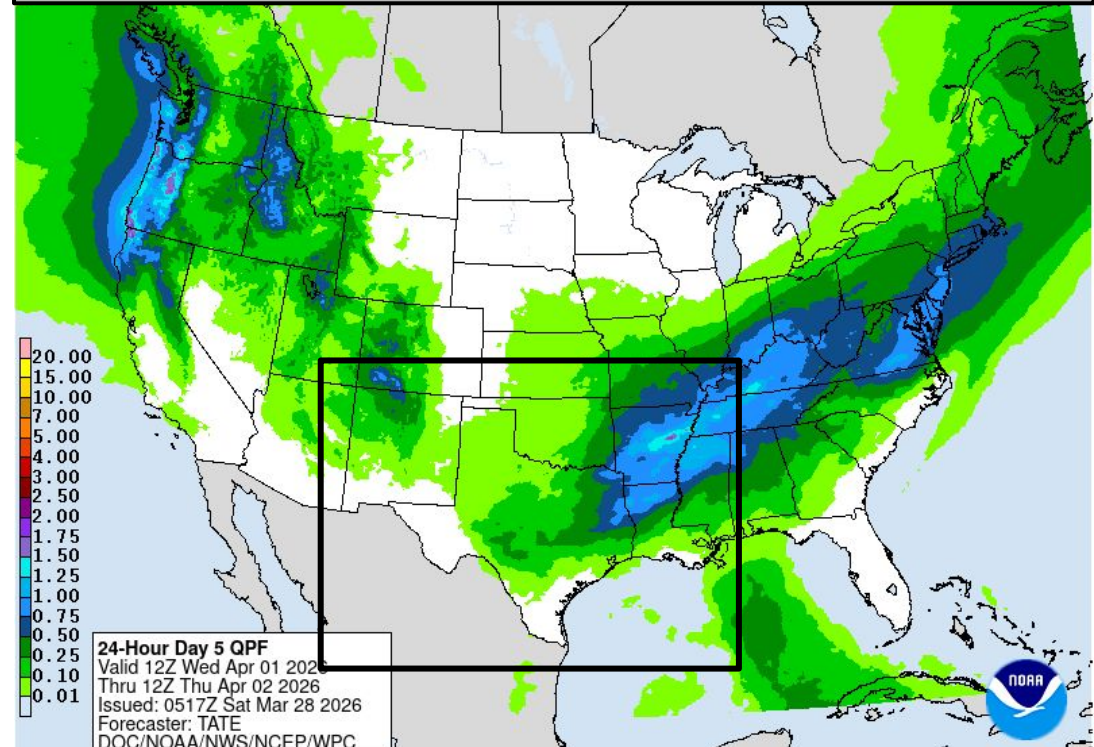 20.00
15.00
10.00
7.00
5.00
4.00
3.00
2.50
2.00
1.75
1.50
1.25
1.00
0.75
0.50
0.25
0.10
0.01
24-Hour Day 5 QPF
Valid 12Z Wed Apr 01 2026
Thru 12Z Thu Apr 02 2026
Issued: 0517Z Sat Mar 28 2026
Forecaster: TATE
DOC/NOAA/NWS/NCEP/WPC
NOAA